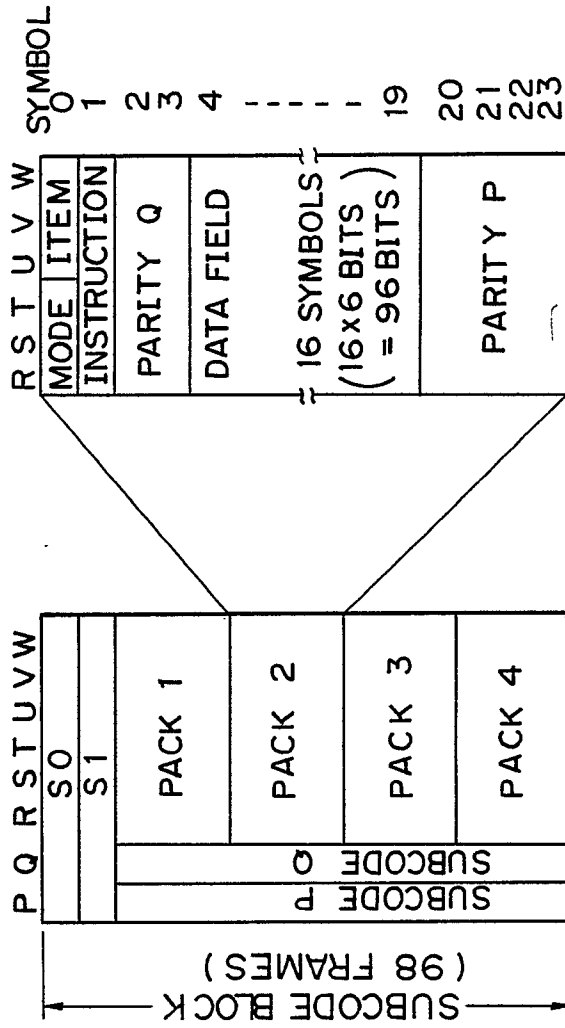 P Q R S T U V W
S0
S1
PACK 1
PACK 2
PACK 3
PACK 4
SUBCODE Q
SUBCODE P
SUBCODE BLOCK
(98 FRAMES)
R S T U V W
SYMBOL
MODE ITEM 0
INSTRUCTION 1
PARITY Q 2
3
DATA FIELD 4
16 SYMBOLS
(16x6 BITS
= 96 BITS) 19
PARITY P 20
21
22
23